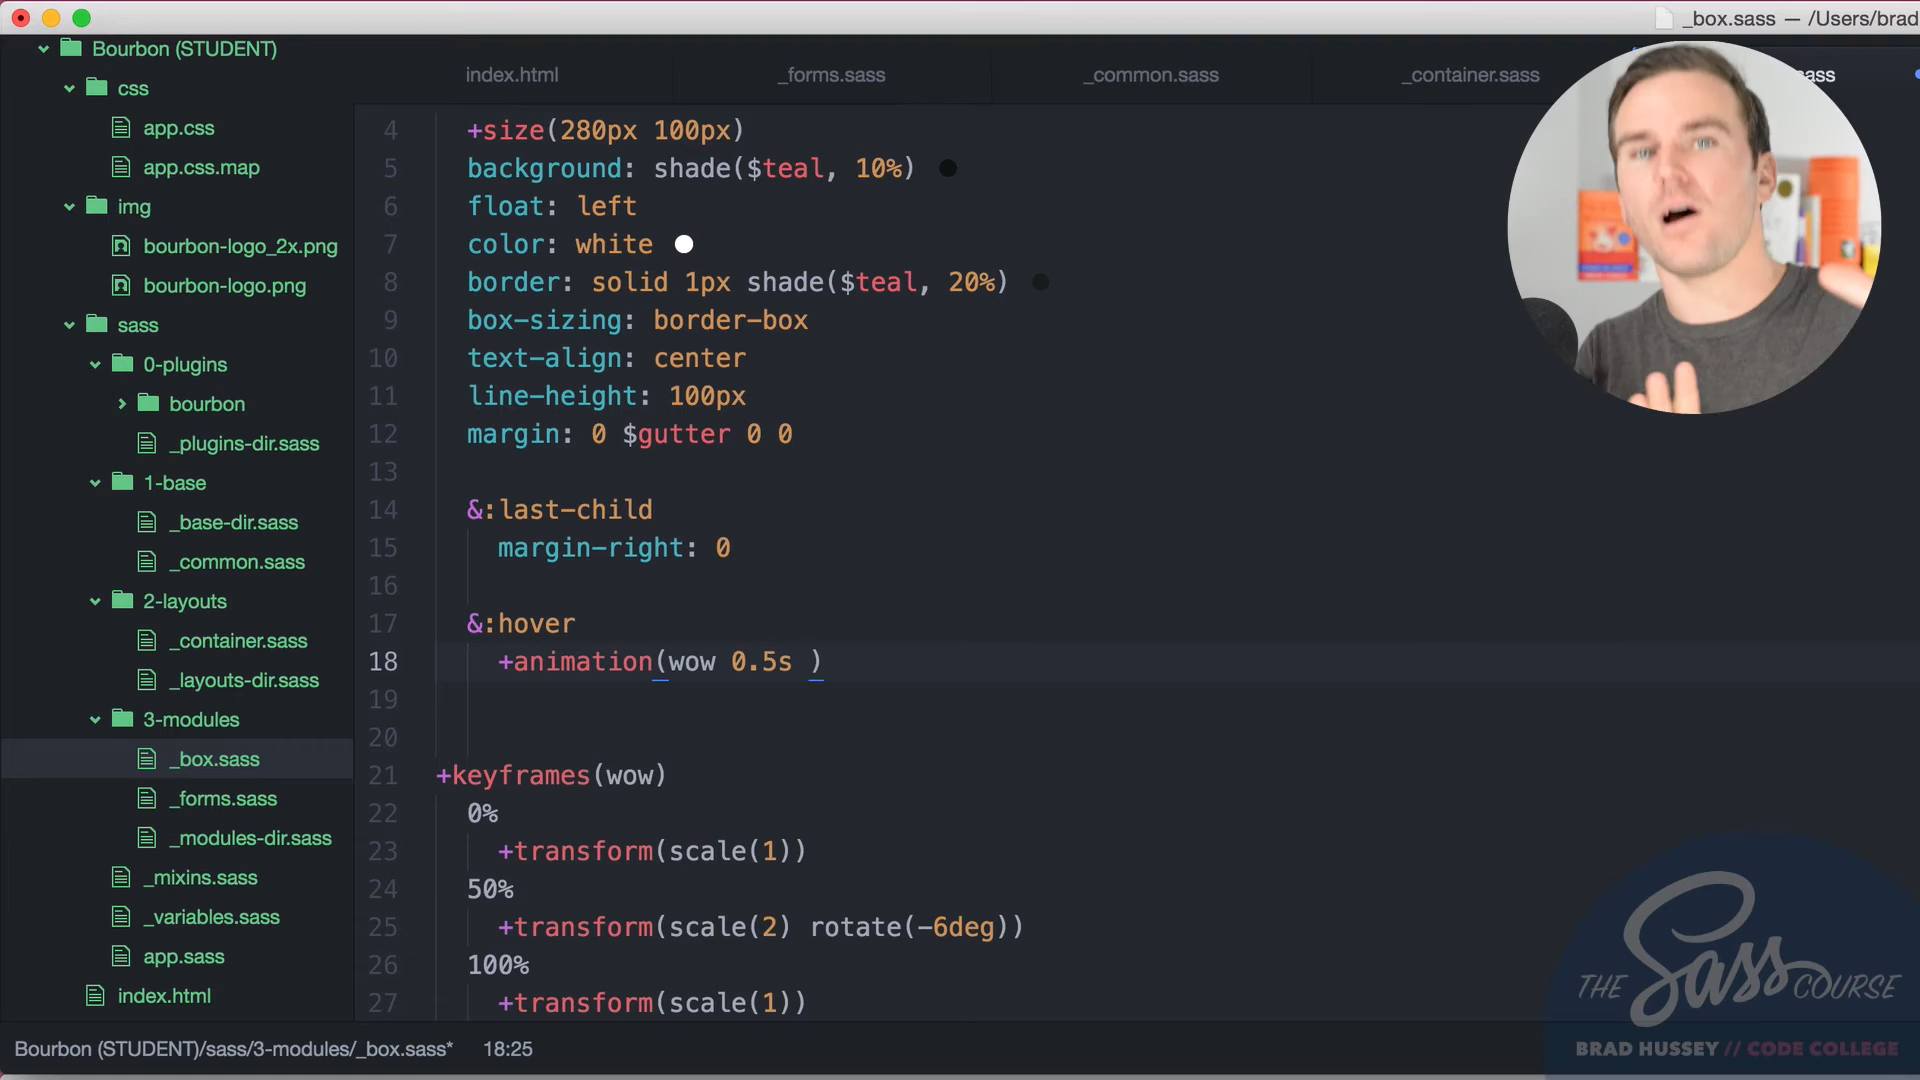 _box.sass — /Users/brad
Bourbon (STUDENT)
css
app.css
app.css.map
img
bourbon-logo_2x.png
bourbon-logo.png
sass
0-plugins
bourbon
_plugins-dir.sass
1-base
_base-dir.sass
_common.sass
2-layouts
_container.sass
_layouts-dir.sass
3-modules
_box.sass
_forms.sass
_modules-dir.sass
_mixins.sass
_variables.sass
app.sass
index.html
index.html
_forms.sass
_common.sass
_container.sass
sass
4 +size(280px 100px)
5 background: shade($teal, 10%)
6 float: left
7 color: white
8 border: solid 1px shade($teal, 20%)
9 box-sizing: border-box
10 text-align: center
11 line-height: 100px
12 margin: 0 $gutter 0 0
13
14 &:last-child
15 margin-right: 0
16
17 &:hover
18 +animation(wow 0.5s )
19
20
21 +keyframes(wow)
22 0%
23 +transform(scale(1))
24 50%
25 +transform(scale(2) rotate(-6deg))
26 100%
27 +transform(scale(1))
THE Sass COURSE
BRAD HUSSEY // CODE COLLEGE
Bourbon (STUDENT)/sass/3-modules/_box.sass* 18:25